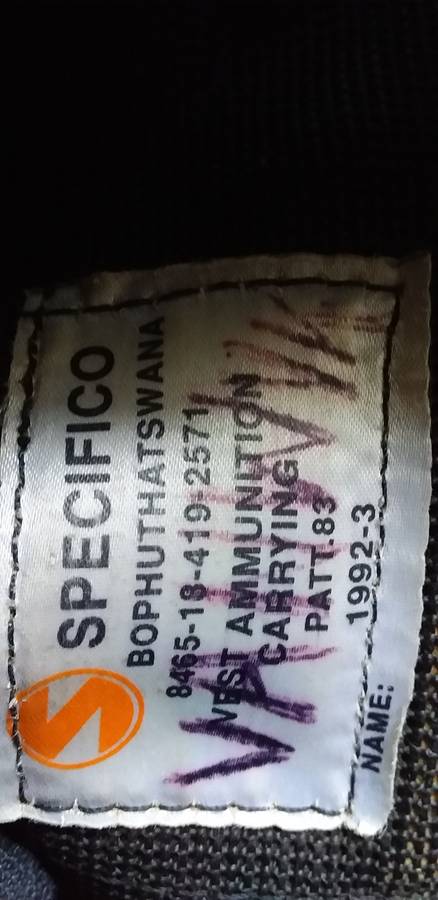 SPECIFICO
BOPHUTHATSWANA
8465-18-419-2571
VEST AMMUNITION
CARRYING
PATT.83
1992-3
NAME: